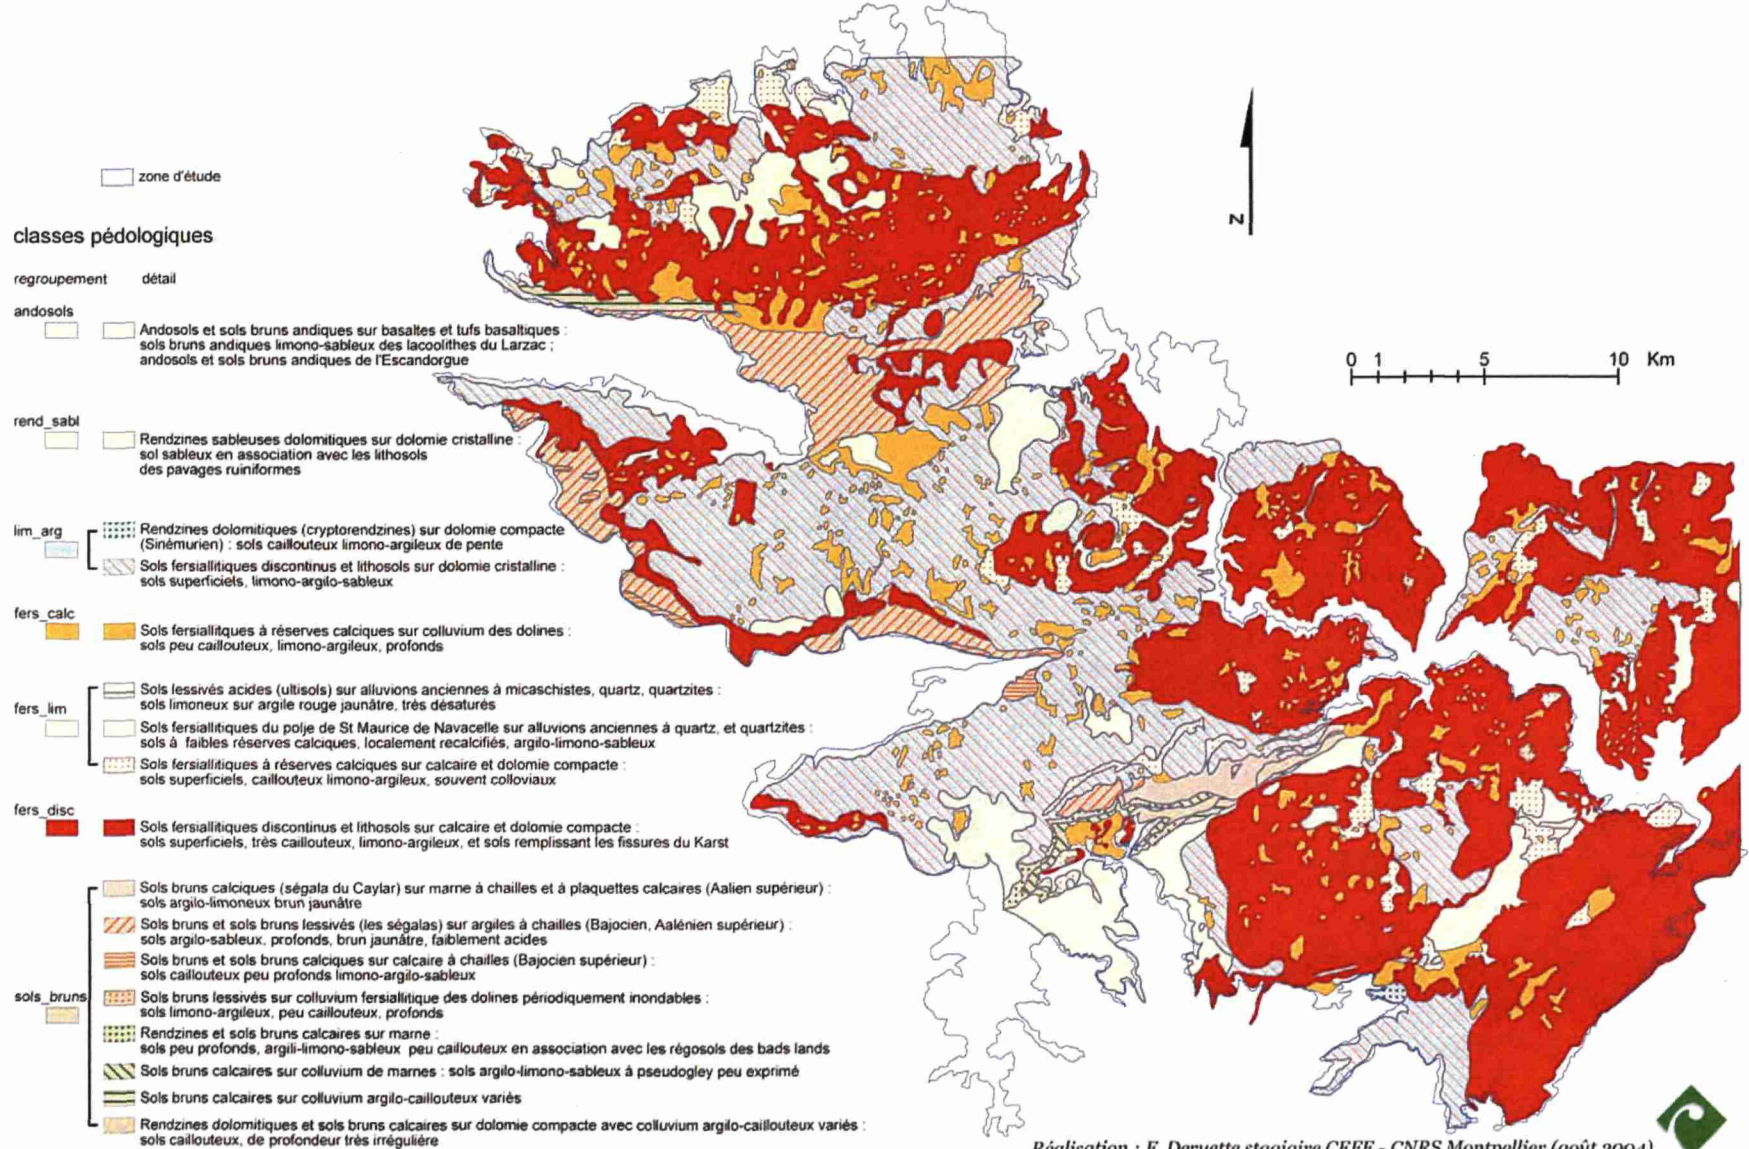 zone d'étude
classes pédologiques
regroupement détail
andosols
Andosols et sols bruns andiques sur basaltes et tufs basaltiques :
sols bruns andiques limono-sableux des lacoolithes du Larzac ;
andosols et sols bruns andiques de l'Escandorgue
rend_sabl
Rendzines sableuses dolomitiques sur dolomie cristalline :
sol sableux en association avec les lithosols
des pavages ruiniformes
lim_arg
Rendzines dolomitiques (cryptorendzines) sur dolomie compacte
(Sinémurien) : sols caillouteux limono-argileux de pente
Sols fersiallitiques discontinus et lithosols sur dolomie cristalline :
sols superficiels, limono-argilo-sableux
fers_calc
Sols fersiallitques à réserves calciques sur colluvium des dolines :
sols peu caillouteux, limono-argileux, profonds
fers_lim
Sols lessivés acides (ultisols) sur alluvions anciennes à micaschistes, quartz, quartzites :
sols limoneux sur argile rouge jaunâtre, très désaturés
Sols fersiallitiques du polje de St Maurice de Navacelle sur alluvions anciennes à quartz, et quartzites :
sols à faibles réserves calciques, localement recalcifiés, argilo-limono-sableux
Sols fersiallitiques à réserves calciques sur calcaire et dolomie compacte :
sols superficiels, caillouteux limono-argileux, souvent colloviaux
fers_disc
Sols fersiallitiques discontinus et lithosols sur calcaire et dolomie compacte :
sols superficiels, très caillouteux, limono-argileux, et sols remplissant les fissures du Karst
sols_bruns
Sols bruns calciques (ségala du Caylar) sur marne à chailles et à plaquettes calcaires (Aalien supérieur) :
sols argilo-limoneux brun jaunâtre
Sols bruns et sols bruns lessivés (les ségalas) sur argiles à chailles (Bajocien, Aalénien supérieur) :
sols argilo-sableux, profonds, brun jaunâtre, faiblement acides
Sols bruns et sols bruns calciques sur calcaire à chailles (Bajocien supérieur) :
sols cailloteux peu profonds limono-argilo-sableux
Sols bruns lessivés sur colluvium fersiallitique des dolines périodiquement inondables :
sols limono-argileux, peu caillouteux, profonds
Rendzines et sols bruns calcaires sur marne :
sols peu profonds, argili-limono-sableux peu caillouteux en association avec les régosols des bads lands
Sols bruns calcaires sur colluvium de marnes : sols argilo-limono-sableux à pseudogley peu exprimé
Sols bruns calcaires sur colluvium argilo-caillouteux variés
Rendzines dolomitiques et sols bruns calcaires sur dolomie compacte avec colluvium argilo-caillouteux variés :
sols caillouteux, de profondeur très irrégulière
N
0 1 5 10 Km
Réalisation : F. Deruette stagiaire CEFE - CNRS Montpellier (août 2004)